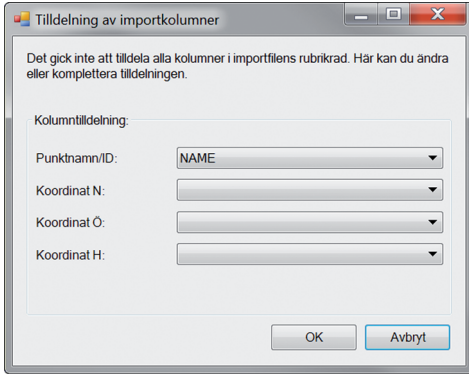 Tilldelning av importkolumner
Det gick inte att tilldela alla kolumner i importfilens rubrikrad. Här kan du ändra
eller komplettera tilldelningen.
Kolumntilldelning:
Punktnamn/ID: NAME
Koordinat N:
Koordinat Ö:
Koordinat H:
OK Avbryt